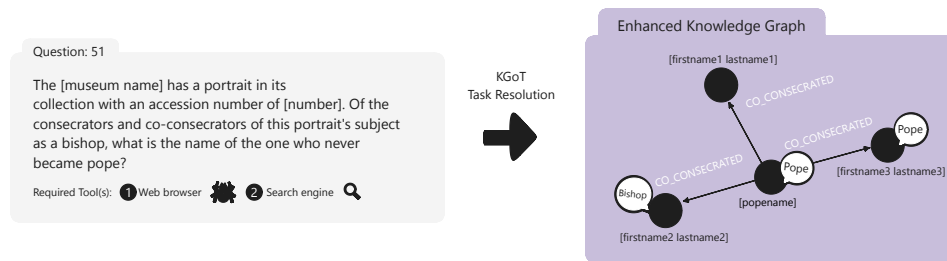 Question: 51
The [museum name] has a portrait in its
collection with an accession number of [number]. Of the
consecrators and co-consecrators of this portrait's subject
as a bishop, what is the name of the one who never
became pope?
Required Tool(s): 1 Web browser 2 Search engine
KGoT
Task Resolution
Enhanced Knowledge Graph
[firstname1 lastname1]
CO_CONSECRATED
CO_CONSECRATED
Pope
CO_CONSECRATED
Pope
[firstname3 lastname3]
Bishop
[popename]
[firstname2 lastname2]